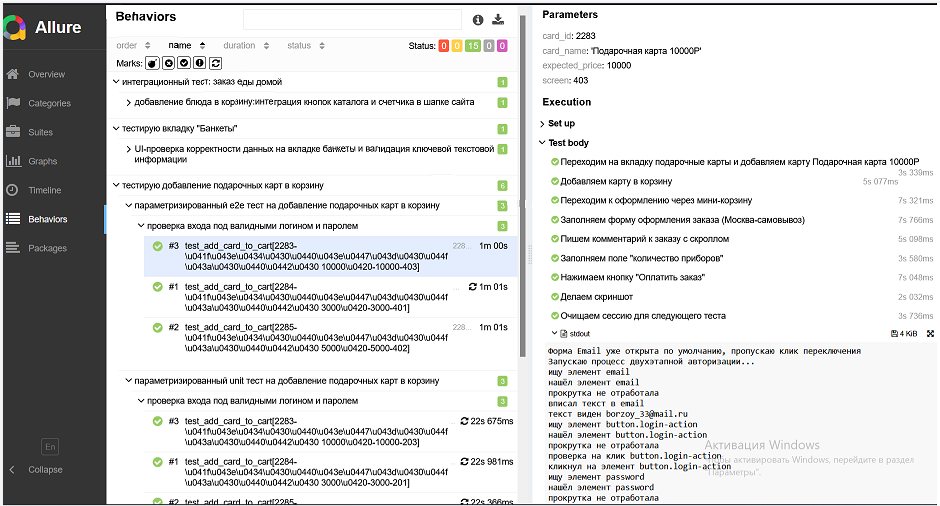 Allure
Overview
Categories
Suites
Graphs
Timeline
Behaviors
Packages
En
Collapse
Behaviors
order name duration status Status: 0 0 15 0 0
Marks:
интеграционный тест: заказ еды домой 1
добавление блюда в корзину:интеграция кнопок каталога и счетчика в шапке сайта 1
тестирую вкладку "Банкеты" 1
UI-проверка корректности данных на вкладке банкеты и валидация ключевой текстовой 1
информации
тестирую добавление подарочных карт в корзину 6
параметризированный e2e тест на добавление подарочных карт в корзину 3
проверка входа под валидными логином и паролем 3
#3 test_add_card_to_cart[2283- 228... 1m 00s
\u041f\u043e\u0434\u0430\u0440\u043e\u0447\u043d\u0430\u044f
\u043a\u0430\u0440\u0442\u0430 10000\u0420-10000-403]
#1 test_add_card_to_cart[2284- ... 1m 01s
\u041f\u043e\u0434\u0430\u0440\u043e\u0447\u043d\u0430\u044f
\u043a\u0430\u0440\u0442\u0430 3000\u0420-3000-401]
#2 test_add_card_to_cart[2285- 228... 1m 01s
\u041f\u043e\u0434\u0430\u0440\u043e\u0447\u043d\u0430\u044f
\u043a\u0430\u0440\u0442\u0430 5000\u0420-5000-402]
параметризированный unit тест на добавление подарочных карт в корзину 3
проверка входа под валидными логином и паролем 3
#3 test_add_card_to_cart[2283- 22s 675ms
\u041f\u043e\u0434\u0430\u0440\u043e\u0447\u043d\u0430\u044f
\u043a\u0430\u0440\u0442\u0430 10000\u0420-10000-203]
#1 test_add_card_to_cart[2284- 22s 981ms
\u041f\u043e\u0434\u0430\u0440\u043e\u0447\u043d\u0430\u044f
\u043a\u0430\u0440\u0442\u0430 3000\u0420-3000-201]
#2 test_add_card_to_cart[2285- 22s 366ms
Parameters
card_id: 2283
card_name: 'Подарочная карта 10000Р'
expected_price: 10000
screen: 403
Execution
Set up
Test body
Переходим на вкладку подарочные карты и добавляем карту Подарочная карта 10000Р
3s 339ms
Добавляем карту в корзину 5s 077ms
Переходим к оформлению через мини-корзину 7s 321ms
Заполняем форму оформления заказа (Москва-самовывоз) 7s 766ms
Пишем комментарий к заказу с скроллом 5s 098ms
Заполняем поле "количество приборов" 3s 580ms
Нажимаем кнопку "Оплатить заказ" 7s 048ms
Делаем скриншот 2s 032ms
Очищаем сессию для следующего теста 3s 736ms
stdout 4 KiB
Форма Email уже открыта по умолчанию, пропускаю клик переключения
Запускаю процесс двухэтапной авторизации...
ищу элемент email
нашёл элемент email
прокрутка не отработала
вписал текст в email
текст виден borzoy_33@mail.ru
ищу элемент button.login-action
нашёл элемент button.login-action
прокрутка не отработала
проверка на клик button.login-action
кликнул на элемент button.login-action
ищу элемент password
нашёл элемент password
прокрутка не отработала
Активация Windows
Чтобы активировать Windows, перейдите в раздел
"Параметры".